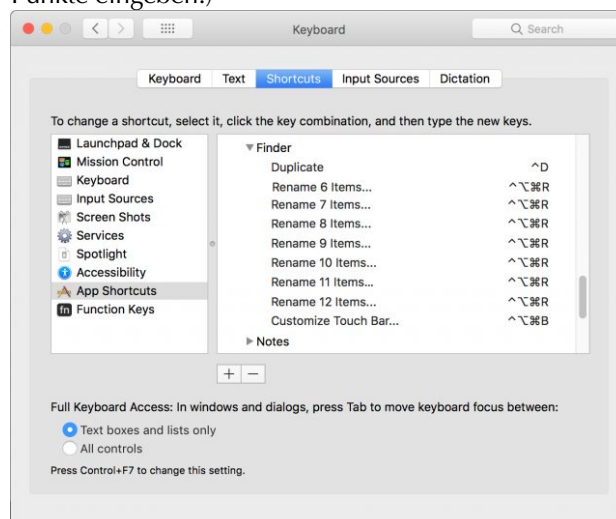 Punkte eingeben.)
Keyboard
Search
Keyboard Text Shortcuts Input Sources Dictation
To change a shortcut, select it, click the key combination, and then type the new keys.
Launchpad & Dock
Mission Control
Keyboard
Input Sources
Screen Shots
Services
Spotlight
Accessibility
App Shortcuts
fn Function Keys
▼ Finder
Duplicate ^D
Rename 6 Items... ^⌥⌘R
Rename 7 Items... ^⌥⌘R
Rename 8 Items... ^⌥⌘R
Rename 9 Items... ^⌥⌘R
Rename 10 Items... ^⌥⌘R
Rename 11 Items... ^⌥⌘R
Rename 12 Items... ^⌥⌘R
Customize Touch Bar... ^⌥⌘B
▶ Notes
+ −
Full Keyboard Access: In windows and dialogs, press Tab to move keyboard focus between:
Text boxes and lists only
All controls
Press Control+F7 to change this setting.